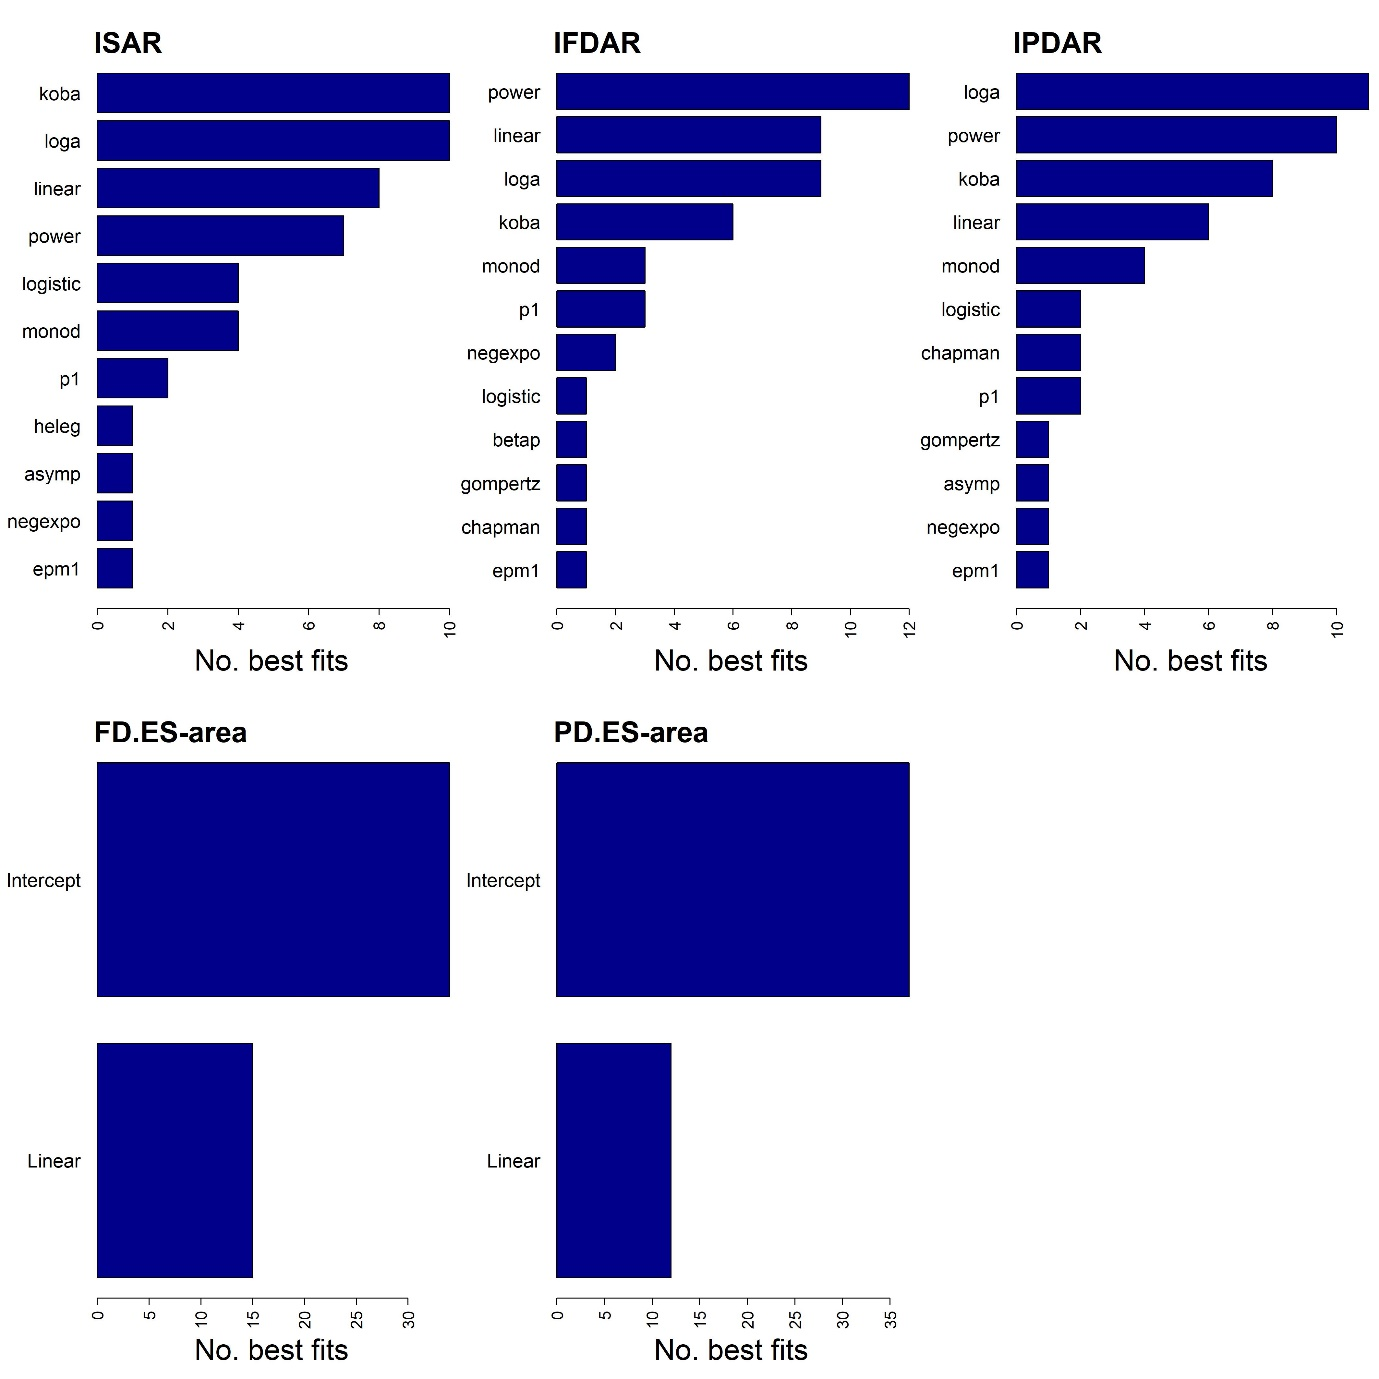 ISAR
koba
loga
linear
power
logistic
monod
p1
heleg
asymp
negexpo
epm1
0 2 4 6 8 10
No. best fits
IFDAR
power
linear
loga
koba
monod
p1
negexpo
logistic
betap
gompertz
chapman
epm1
0 2 4 6 8 10 12
No. best fits
IPDAR
loga
power
koba
linear
monod
logistic
chapman
p1
gompertz
asymp
negexpo
epm1
0 2 4 6 8 10
No. best fits
FD.ES-area
Intercept
Linear
0 5 10 15 20 25 30
No. best fits
PD.ES-area
Intercept
Linear
0 5 10 15 20 25 30 35
No. best fits